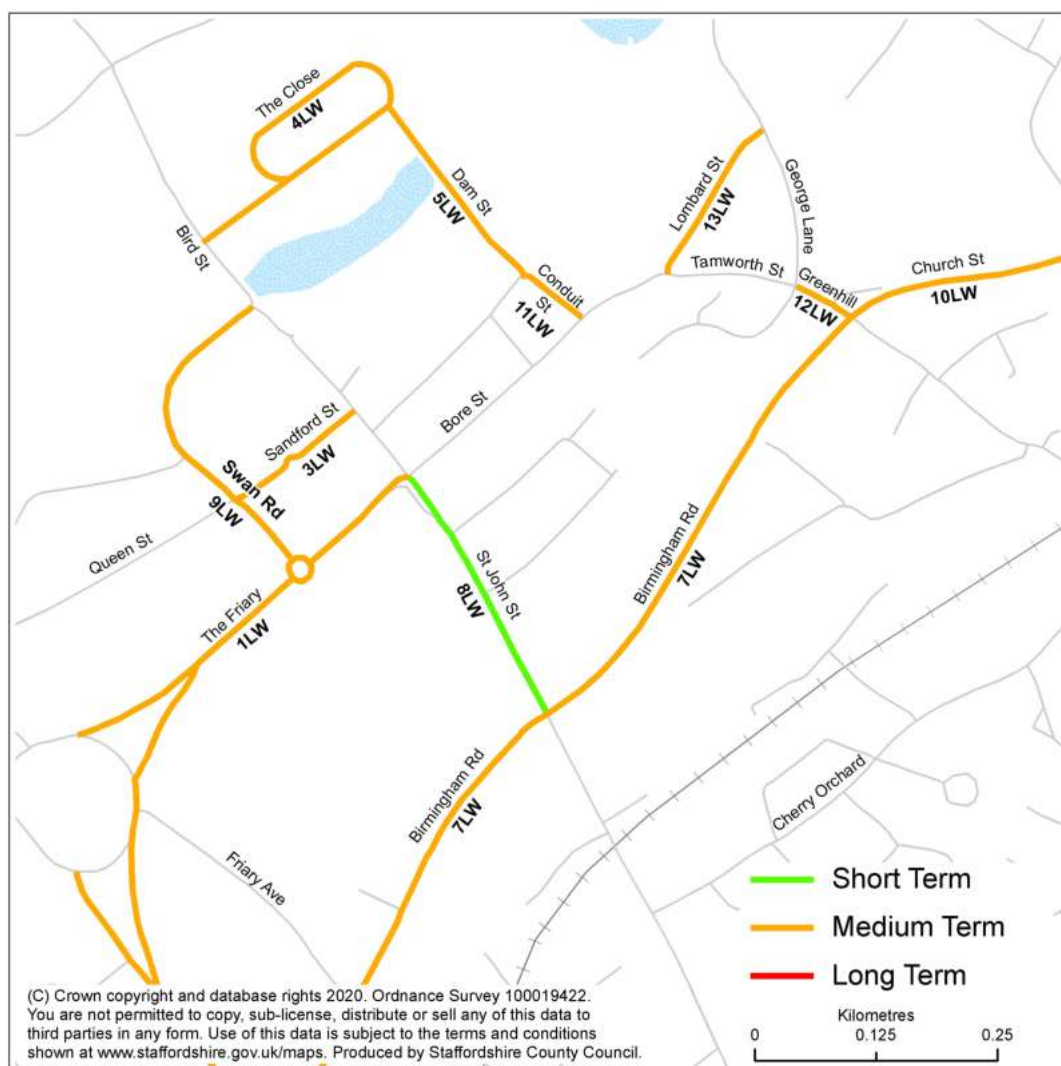 The Close
4LW
Dam St
5LW
Lombard St
13LW
George Lane
Bird St
Conduit
St
11LW
Tamworth St
Greenhill
12LW
Church St
10LW
Bore St
Sandford St
3LW
Swan Rd
9LW
Queen St
St John St
8LW
Birmingham Rd
7LW
The Friary
1LW
Birmingham Rd
7LW
Cherry Orchard
Friary Ave
Short Term
Medium Term
Long Term
(C) Crown copyright and database rights 2020. Ordnance Survey 100019422.
You are not permitted to copy, sub-license, distribute or sell any of this data to
third parties in any form. Use of this data is subject to the terms and conditions
shown at www.staffordshire.gov.uk/maps. Produced by Staffordshire County Council.
Kilometres
0 0.125 0.25